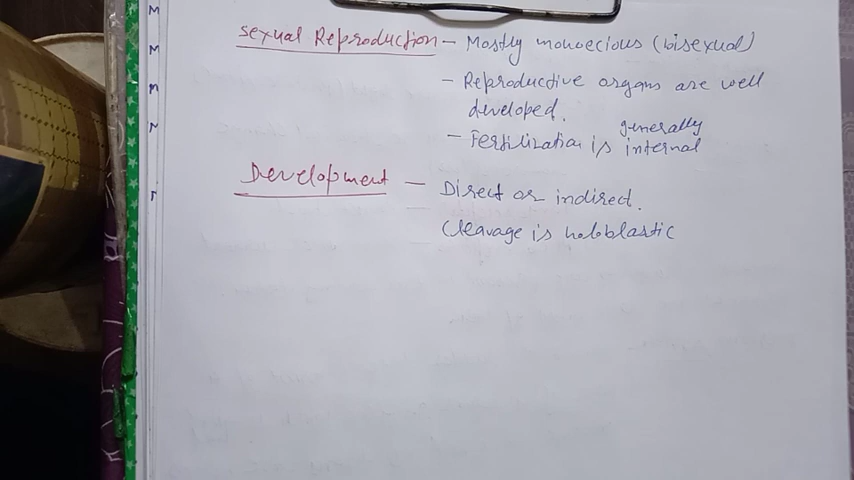 Sexual Reproduction - Mostly monoecious (bisexual)
- Reproductive organs are well
developed.
- Fertilization is generally internal
Development - Direct or indirect.
Cleavage is holoblastic